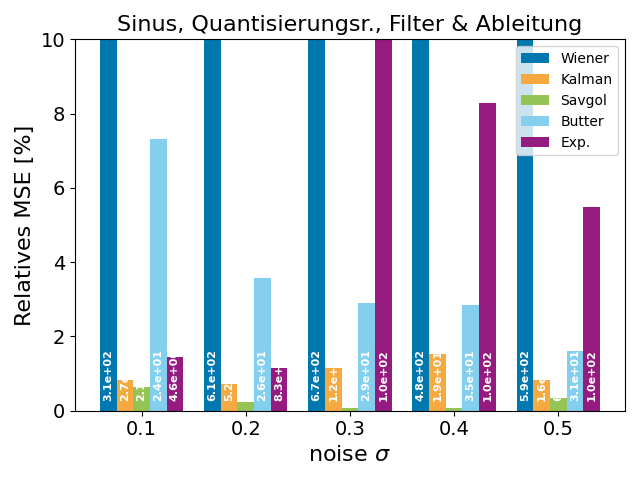 Sinus, Quantisierungsr., Filter & Ableitung
Relatives MSE [%]
10
8
6
4
2
0
Wiener
Kalman
Savgol
Butter
Exp.
3.1e+02
2.4e+01
4.6e+0
6.1e+02
5.2
2.6e+01
8.3e+
6.7e+02
1.2e+
2.9e+01
1.0e+02
4.8e+02
1.9e+01
3.5e+01
1.0e+02
5.9e+02
1.6e
3.1e+01
1.0e+02
0.1
0.2
0.3
0.4
0.5
noise σ